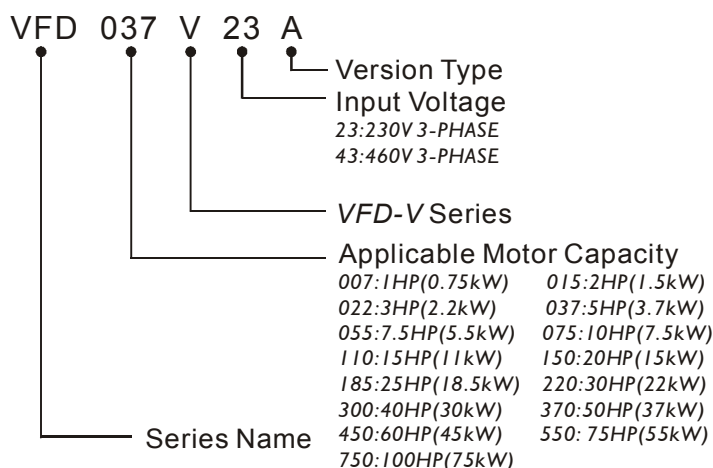 VFD 037 V 23 A
Version Type
Input Voltage
23:230V 3-PHASE
43:460V 3-PHASE
VFD-V Series
Applicable Motor Capacity
007:1HP(0.75kW) 015:2HP(1.5kW)
022:3HP(2.2kW) 037:5HP(3.7kW)
055:7.5HP(5.5kW) 075:10HP(7.5kW)
110:15HP(11kW) 150:20HP(15kW)
185:25HP(18.5kW) 220:30HP(22kW)
300:40HP(30kW) 370:50HP(37kW)
450:60HP(45kW) 550: 75HP(55kW)
750:100HP(75kW)
Series Name